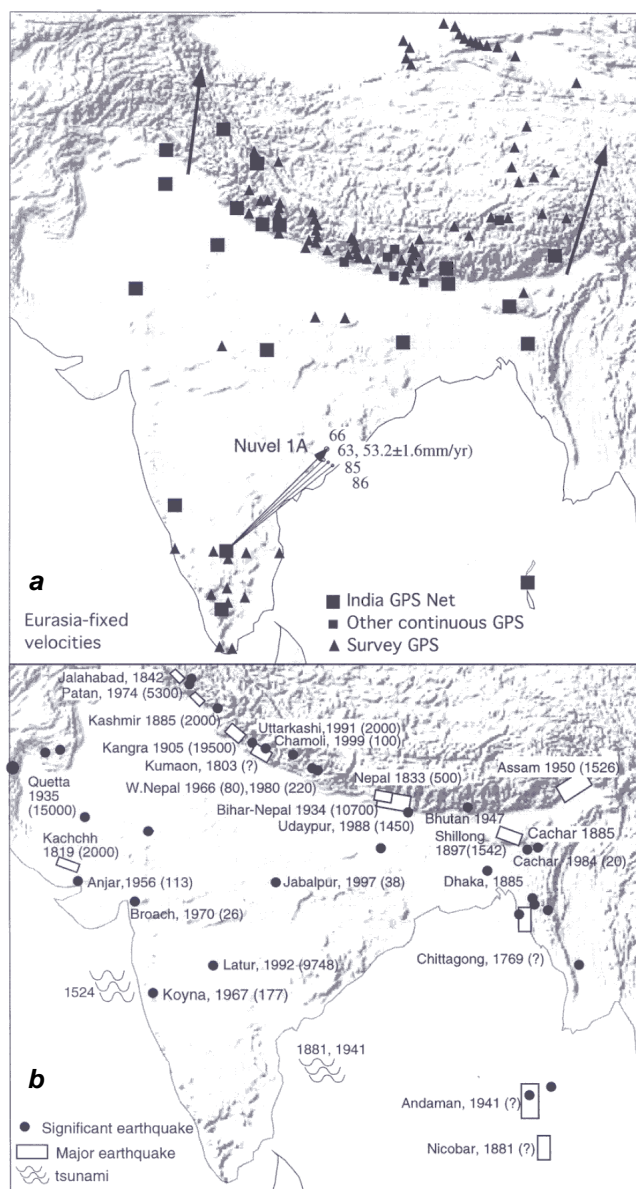 66
Nuvel 1A
63, 53.2±1.6mm/yr)
85
86
a
Eurasia-fixed
velocities
India GPS Net
Other continuous GPS
Survey GPS
Jalahabad, 1842
Patan, 1974 (5300)
Kashmir 1885 (2000)
Uttarkashi,1991 (2000)
Kangra 1905 (19500)
Chamoli, 1999 (100)
Kumaon, 1803 (?)
Quetta
1935
(15000)
W.Nepal 1966 (80),1980 (220)
Nepal 1833 (500)
Assam 1950 (1526)
Bihar-Nepal 1934 (10700)
Udaypur, 1988 (1450)
Bhutan 1947
Kachchh
1819 (2000)
Shillong
1897(1542)
Cachar 1885
Cachar, 1984 (20)
Anjar,1956 (113)
Jabalpur, 1997 (38)
Dhaka, 1885
Broach, 1970 (26)
Latur, 1992 (9748)
Chittagong, 1769 (?)
1524
Koyna, 1967 (177)
1881, 1941
b
Andaman, 1941 (?)
Nicobar, 1881 (?)
Significant earthquake
Major earthquake
tsunami